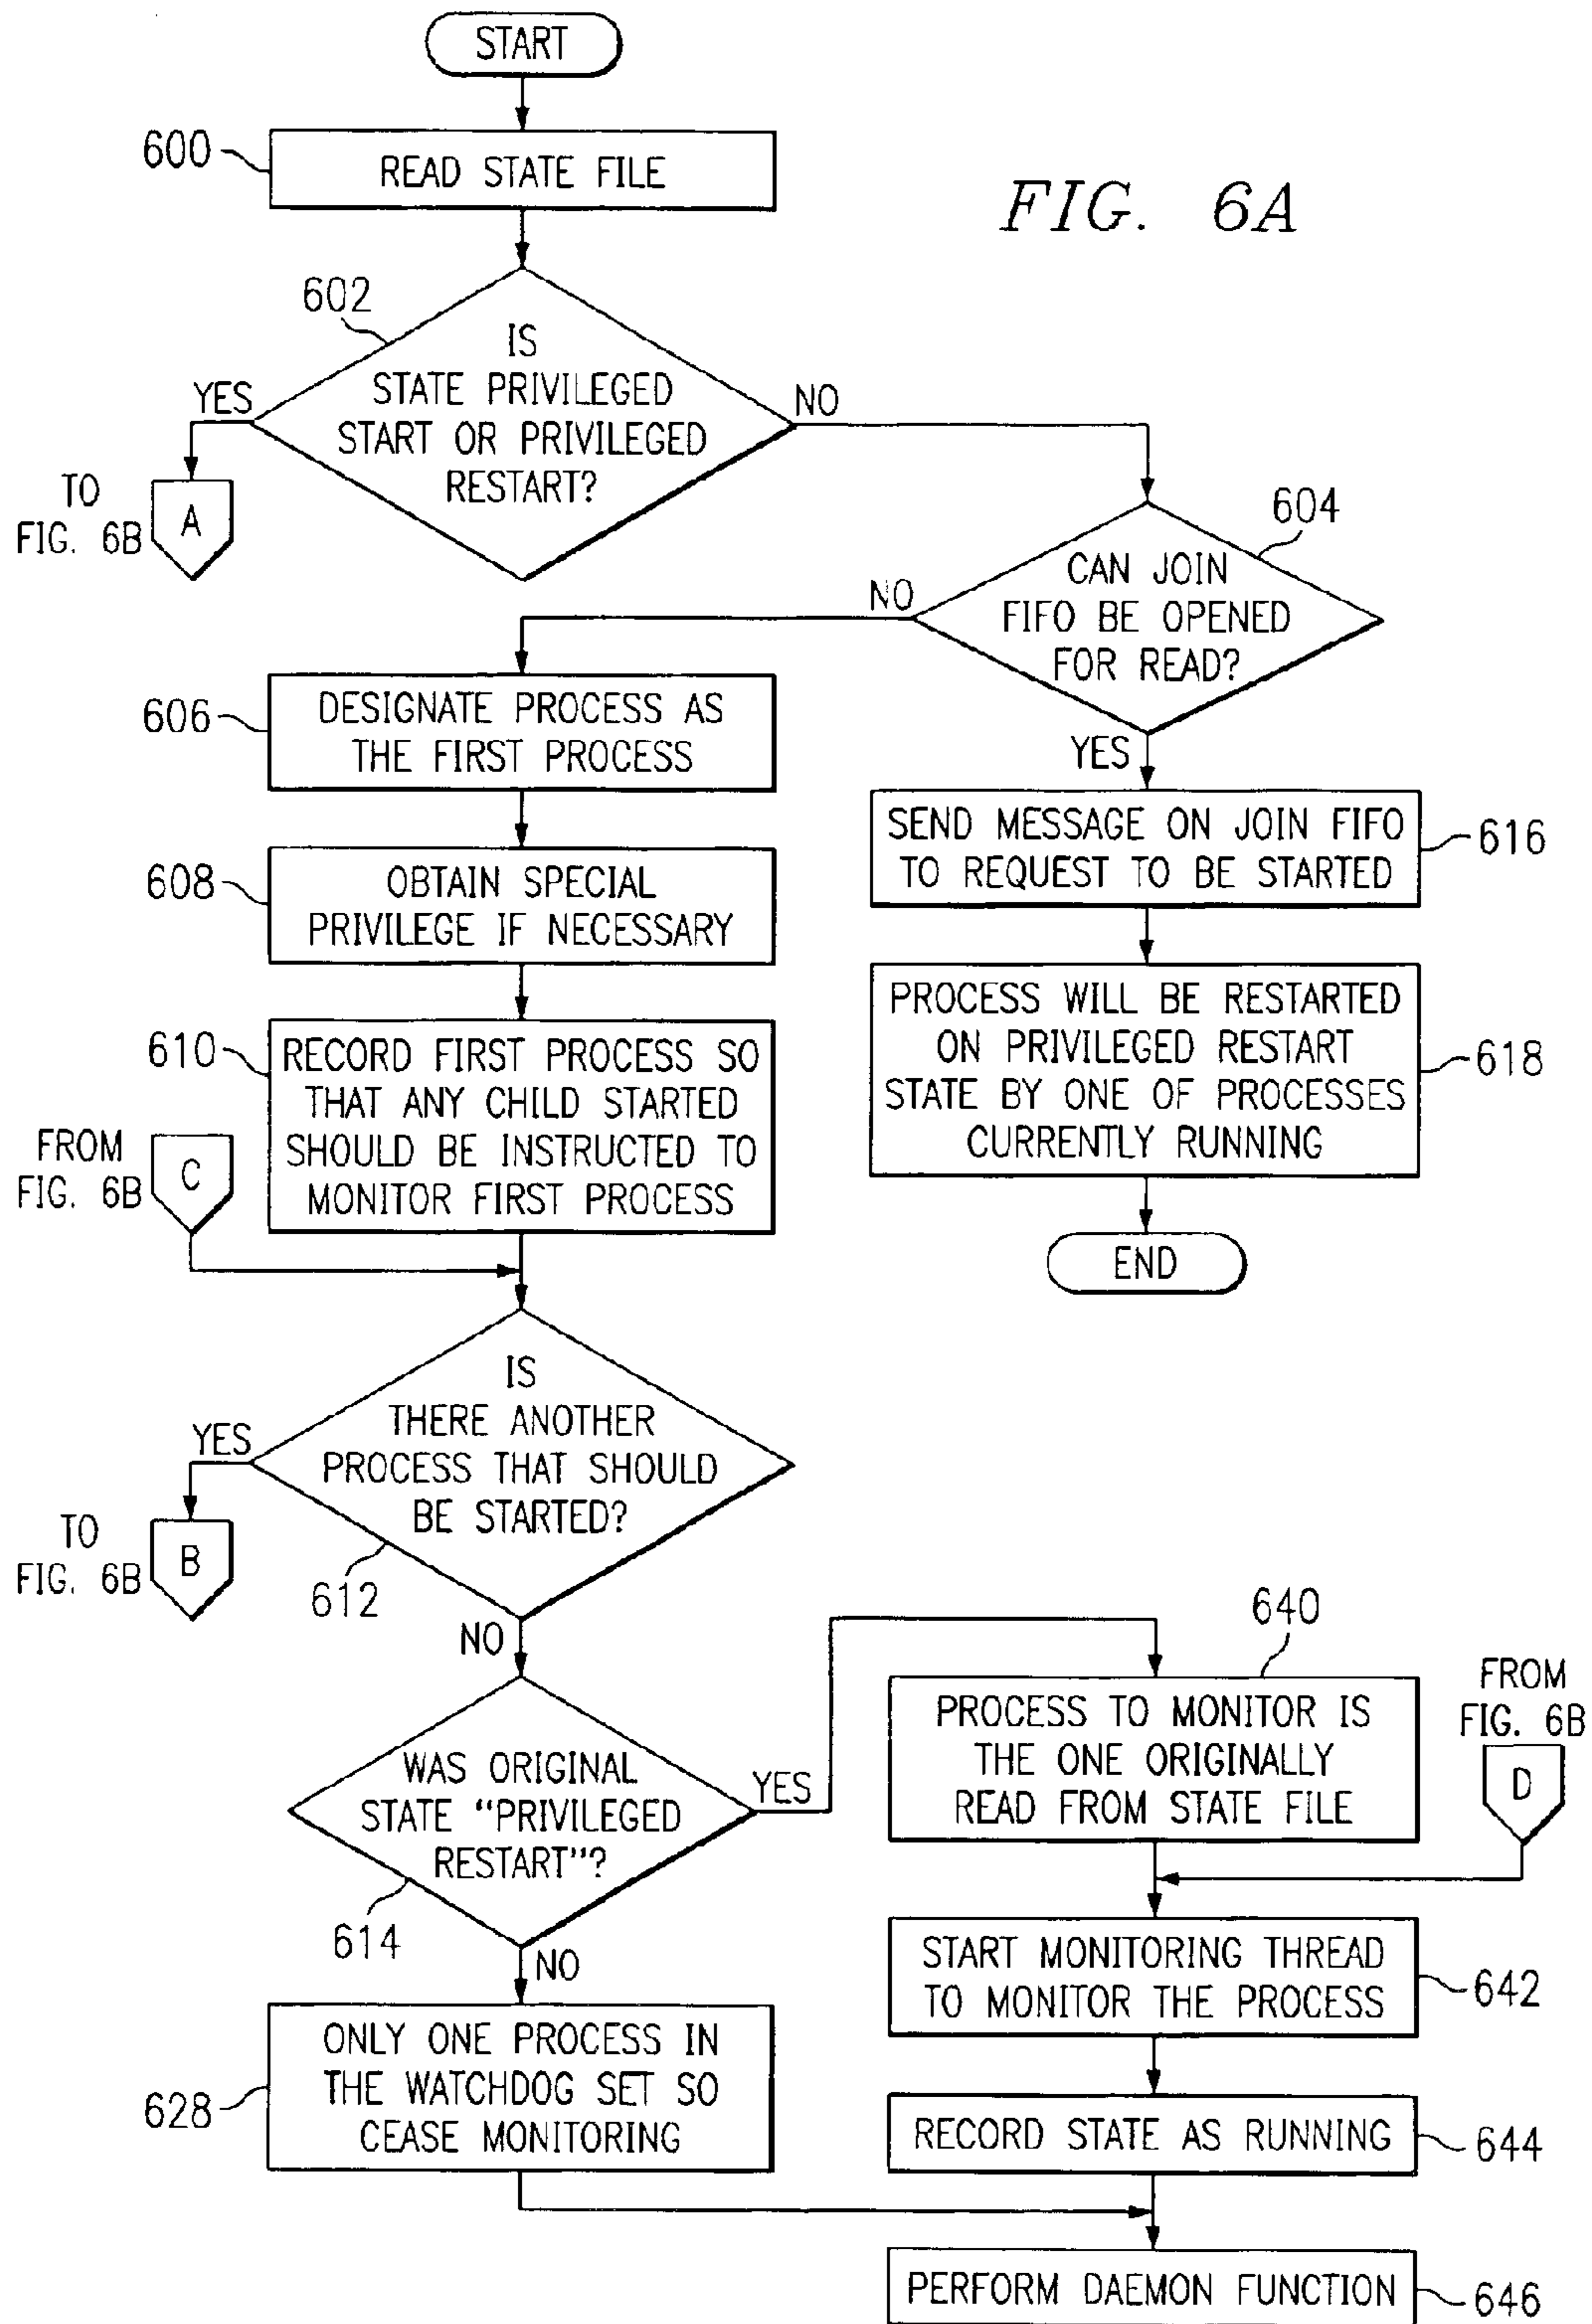 START
600
READ STATE FILE
FIG. 6A
602
IS
STATE PRIVILEGED
START OR PRIVILEGED
RESTART?
YES
NO
TO
FIG. 6B
A
604
CAN JOIN
FIFO BE OPENED
FOR READ?
NO
YES
606
DESIGNATE PROCESS AS
THE FIRST PROCESS
SEND MESSAGE ON JOIN FIFO
TO REQUEST TO BE STARTED
616
608
OBTAIN SPECIAL
PRIVILEGE IF NECESSARY
PROCESS WILL BE RESTARTED
ON PRIVILEGED RESTART
STATE BY ONE OF PROCESSES
CURRENTLY RUNNING
618
610
RECORD FIRST PROCESS SO
THAT ANY CHILD STARTED
SHOULD BE INSTRUCTED TO
MONITOR FIRST PROCESS
FROM
FIG. 6B
C
END
IS
THERE ANOTHER
PROCESS THAT SHOULD
BE STARTED?
YES
TO
FIG. 6B
B
612
NO
640
PROCESS TO MONITOR IS
THE ONE ORIGINALLY
READ FROM STATE FILE
FROM
FIG. 6B
D
WAS ORIGINAL
STATE "PRIVILEGED
RESTART"?
YES
614
NO
START MONITORING THREAD
TO MONITOR THE PROCESS
642
628
ONLY ONE PROCESS IN
THE WATCHDOG SET SO
CEASE MONITORING
RECORD STATE AS RUNNING
644
PERFORM DAEMON FUNCTION
646